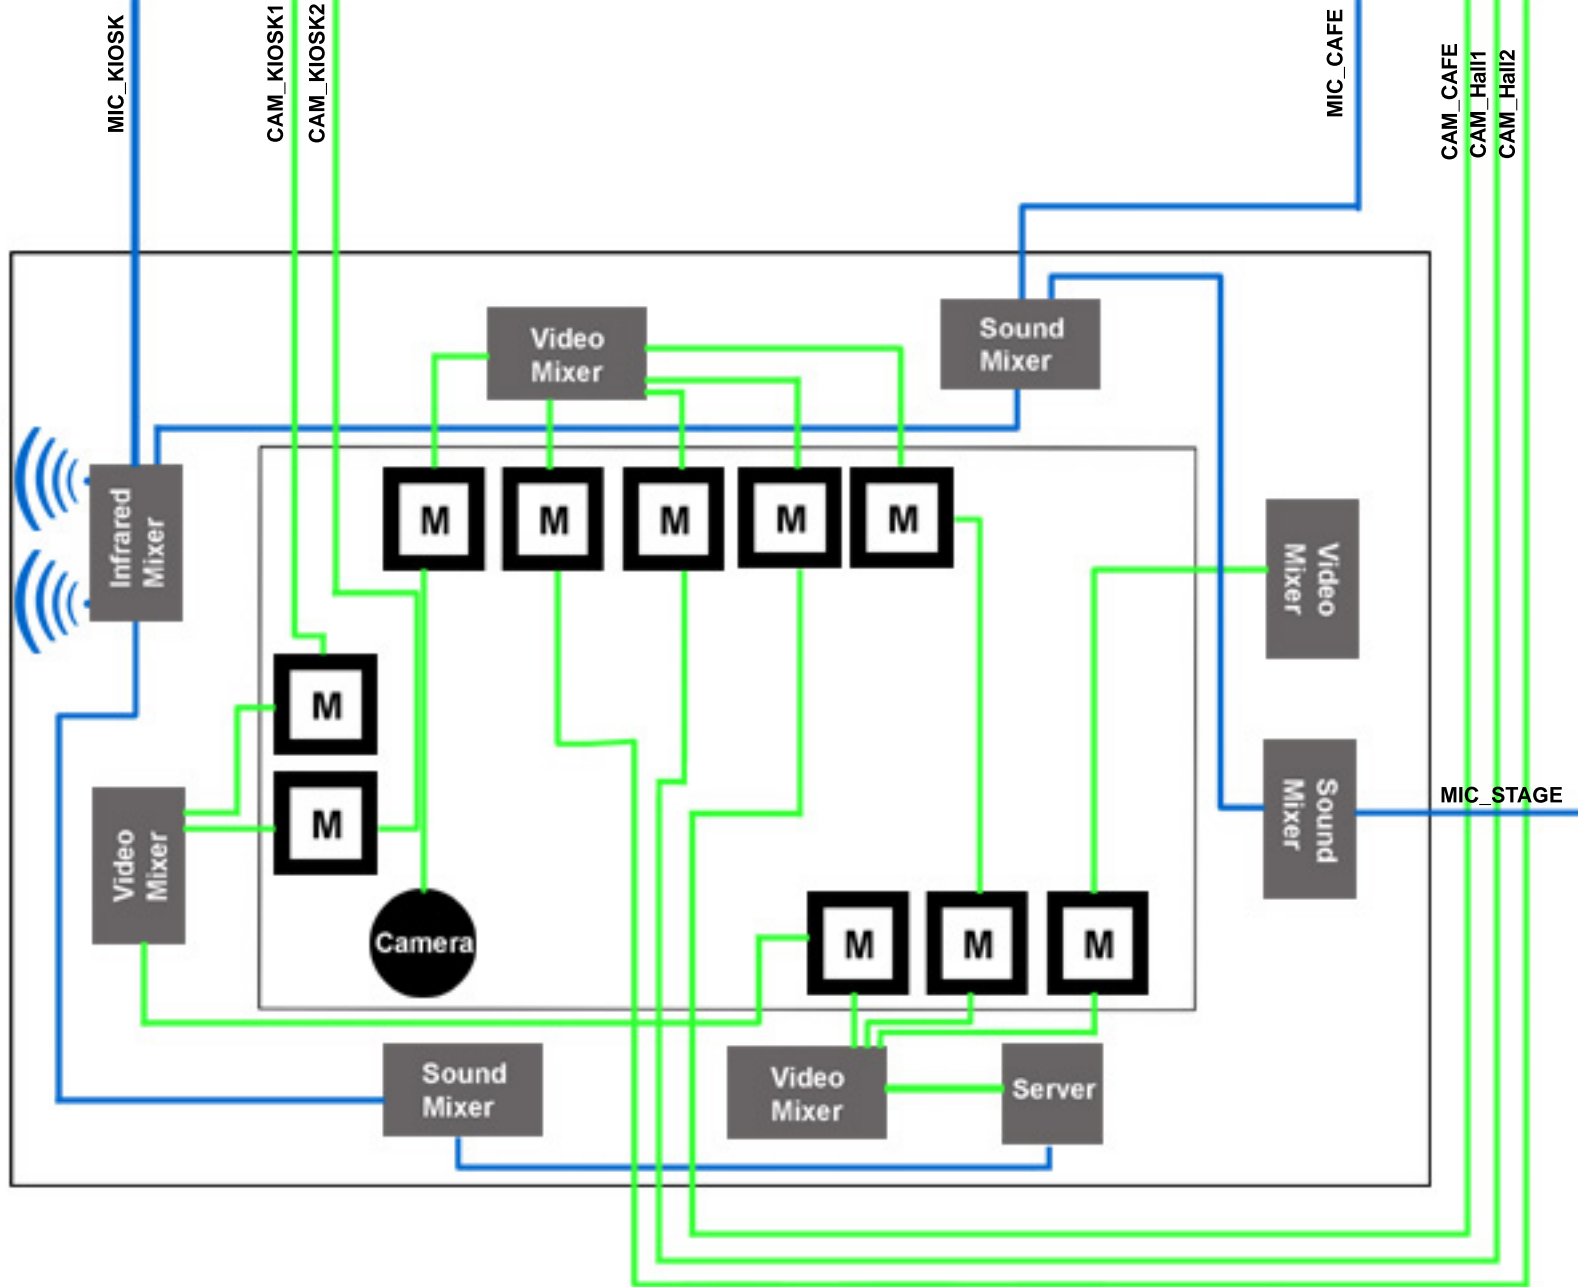 MIC_KIOSK
CAM_KIOSK1
CAM_KIOSK2
MIC_CAFE
CAM_CAFE
CAM_Hall1
CAM_Hall2
Video
Mixer
Sound
Mixer
Infrared
Mixer
M
M
M
M
M
Video
Mixer
M
M
Sound
Mixer
MIC_STAGE
Video
Mixer
Camera
M
M
M
Sound
Mixer
Video
Mixer
Server